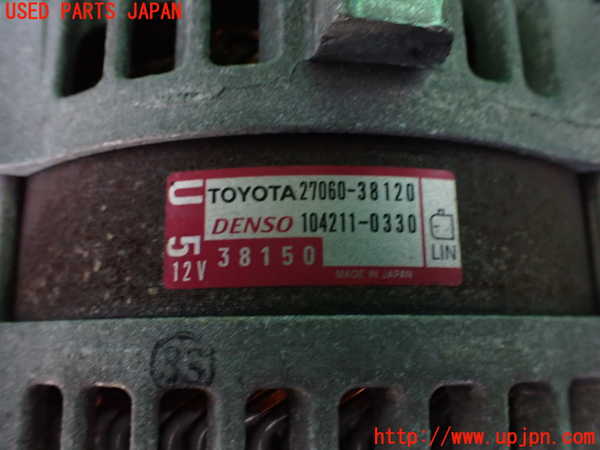 USED PARTS JAPAN
U 5
TOYOTA 27060-38120
DENSO 104211-0330
12V 38150
LIN
MADE IN JAPAN
http://www.upjpn.com/